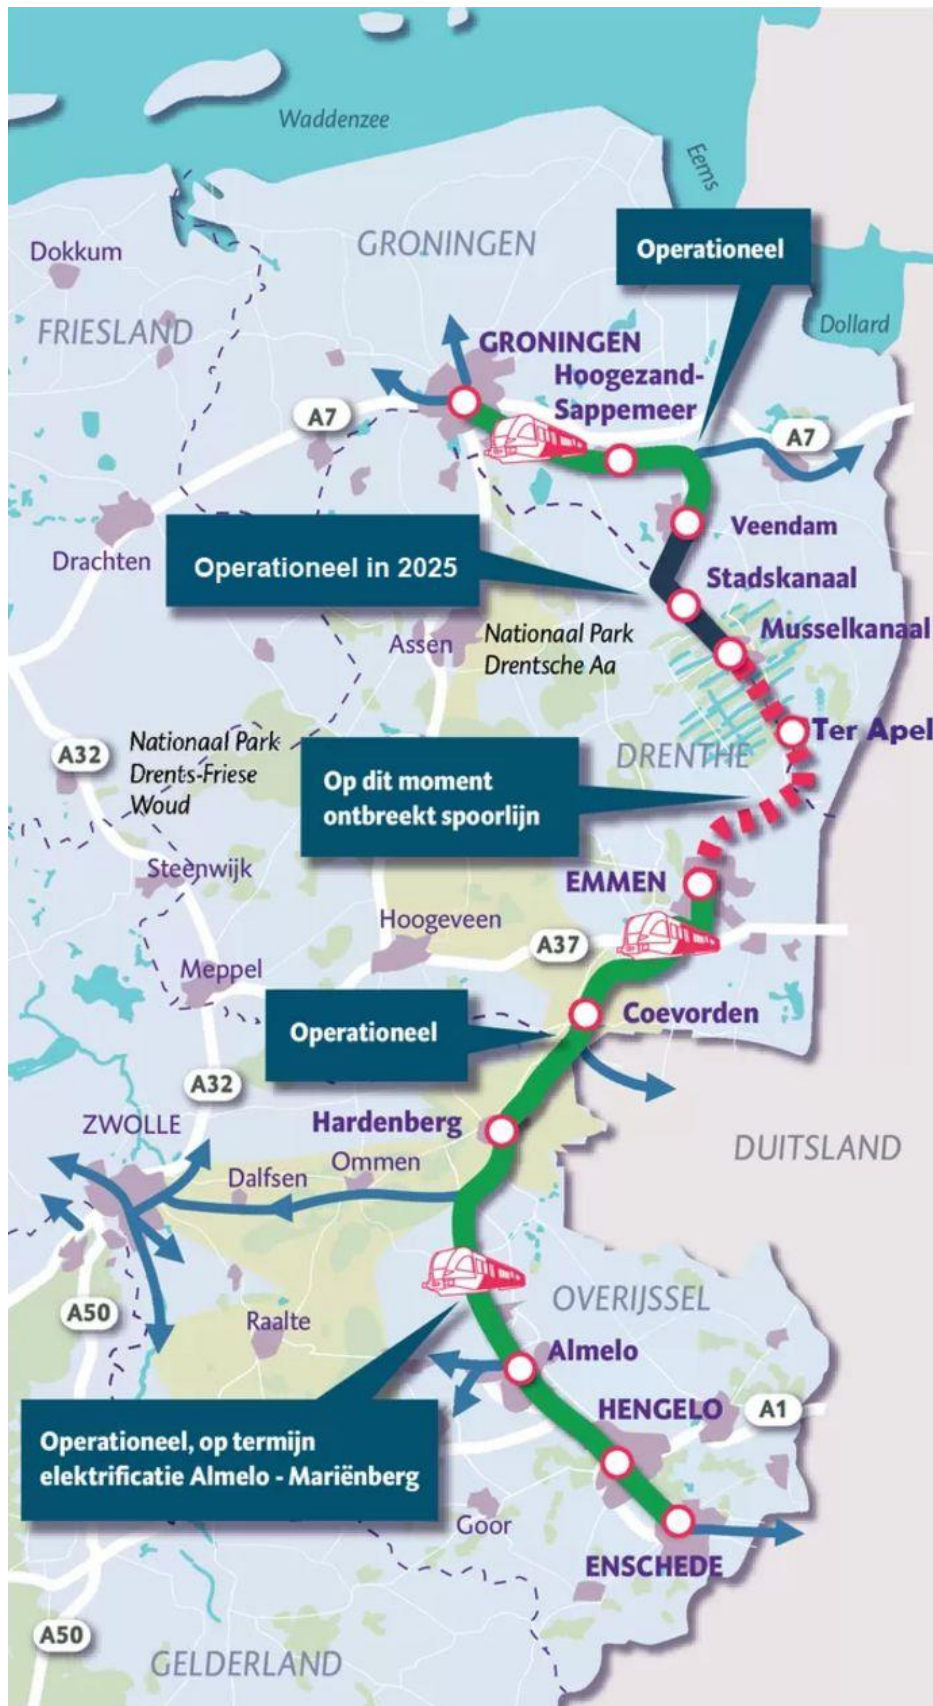 Waddenzee
Eems
Dokkum
GRONINGEN
Operationeel
FRIESLAND
Dollard
GRONINGEN
Hoogezand-
Sappemeer
A7
A7
Drachten
Veendam
Operationeel in 2025
Stadskanaal
Assen
Nationaal Park
Drentsche Aa
Musselkanaal
Ter Apel
A32
Nationaal Park
Drents-Friese
Woud
DRENTHE
Op dit moment
ontbreekt spoorlijn
Steenwijk
EMMEN
Hoogeveen
A37
Meppel
Coevorden
Operationeel
A32
ZWOLLE
Hardenberg
DUITSLAND
Dalfsen
Ommen
OVERIJSSEL
A50
Raalte
Almelo
HENGELO
A1
Operationeel, op termijn
elektrificatie Almelo - Mariënberg
Goor
ENSCHEDE
A50
GELDERLAND